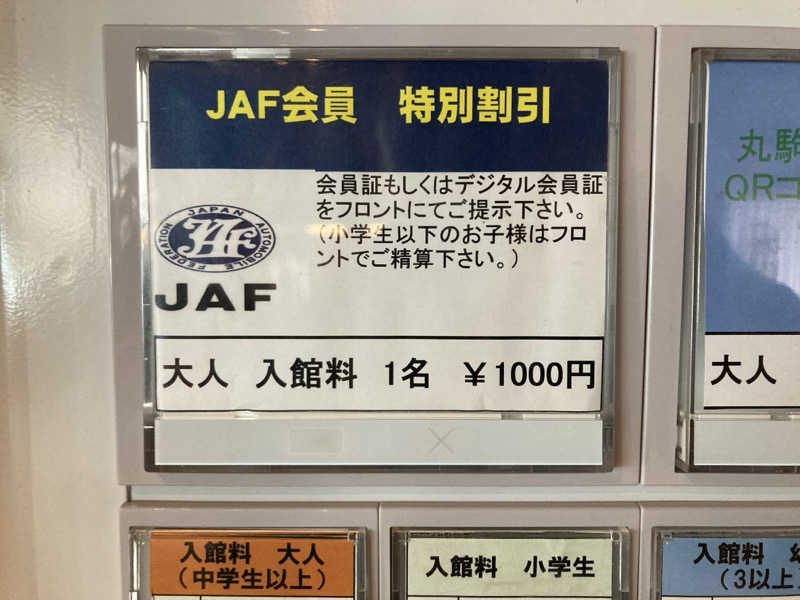 JAF会員 特別割引
会員証もしくはデジタル会員証
をフロントにてご提示下さい。
(小学生以下のお子様はフロ
ントでご精算下さい。)
JAPAN AUTOMOBILE FEDERATION
JAF
JAF
大人 入館料 1名 ¥1000円
丸駒
QRコ
大人
入館料 大人
(中学生以上)
入館料 小学生
入館料
(3以上